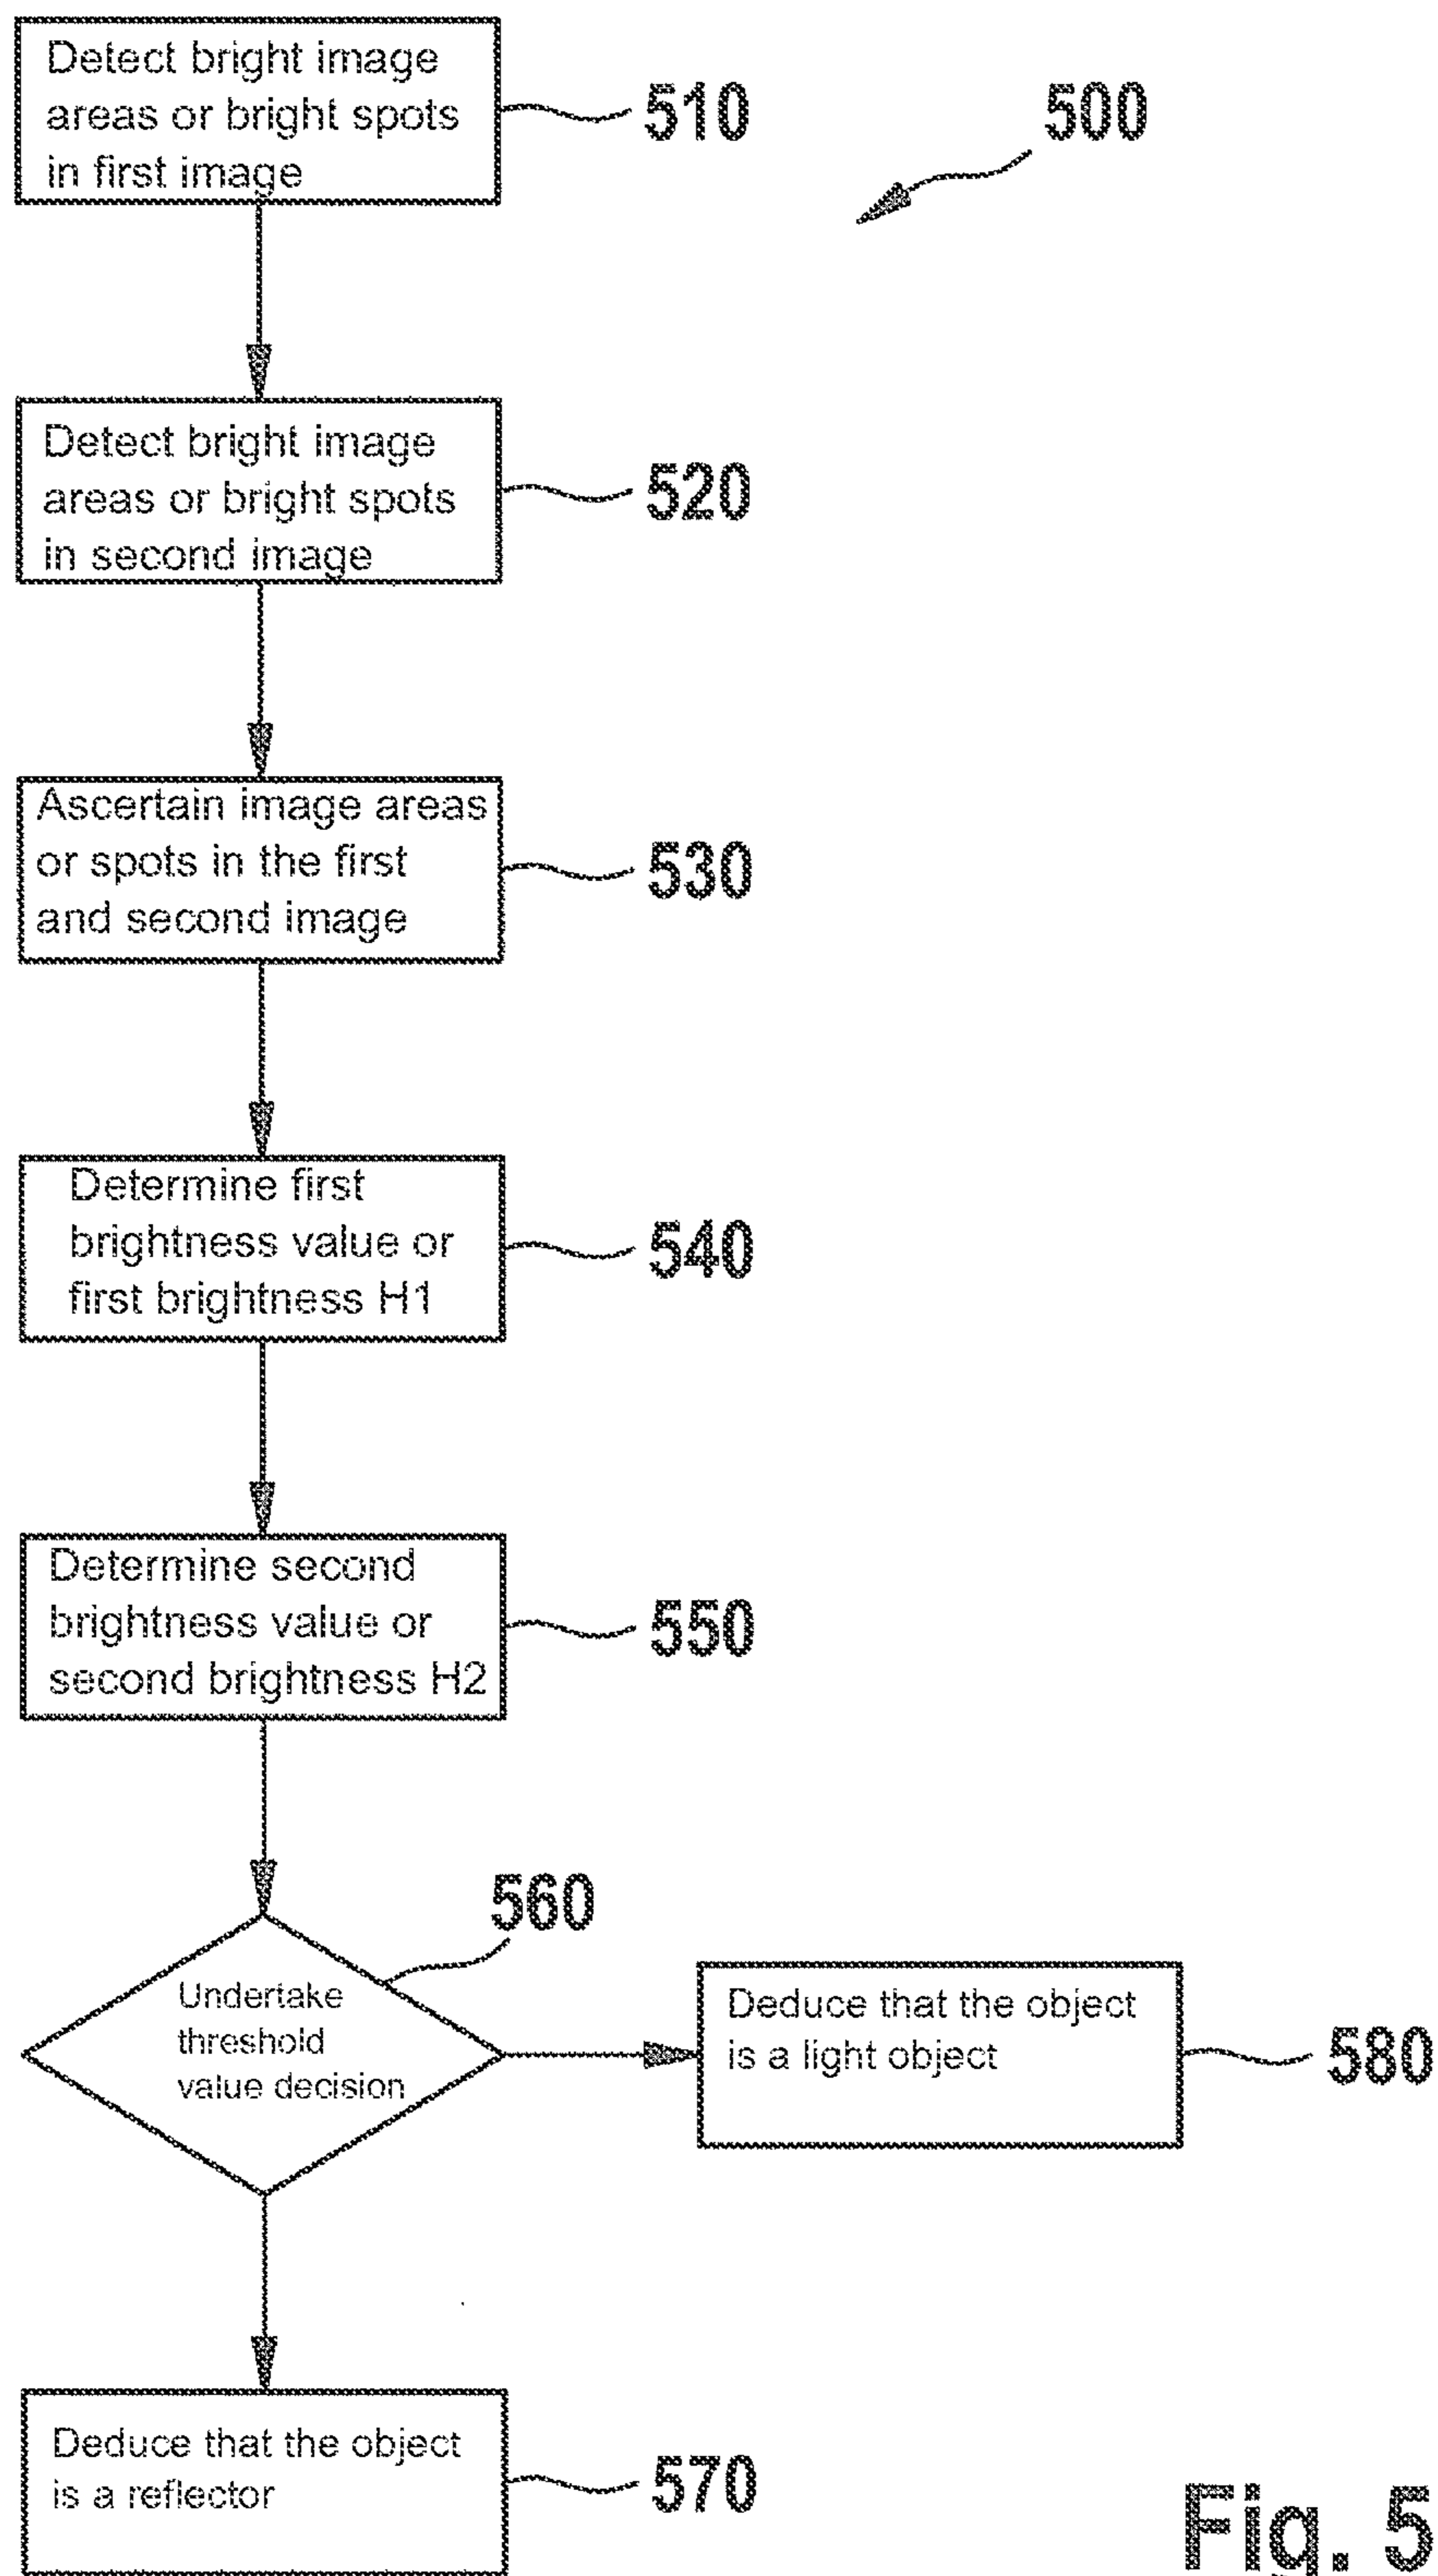 Detect bright image
areas or bright spots
in first image
510
500
Detect bright image
areas or bright spots
in second image
520
Ascertain image areas
or spots in the first
and second image
530
Determine first
brightness value or
first brightness H1
540
Determine second
brightness value or
second brightness H2
550
560
Undertake
threshold
value decision
Deduce that the object
is a light object
580
Deduce that the object
is a reflector
570
Fig. 5